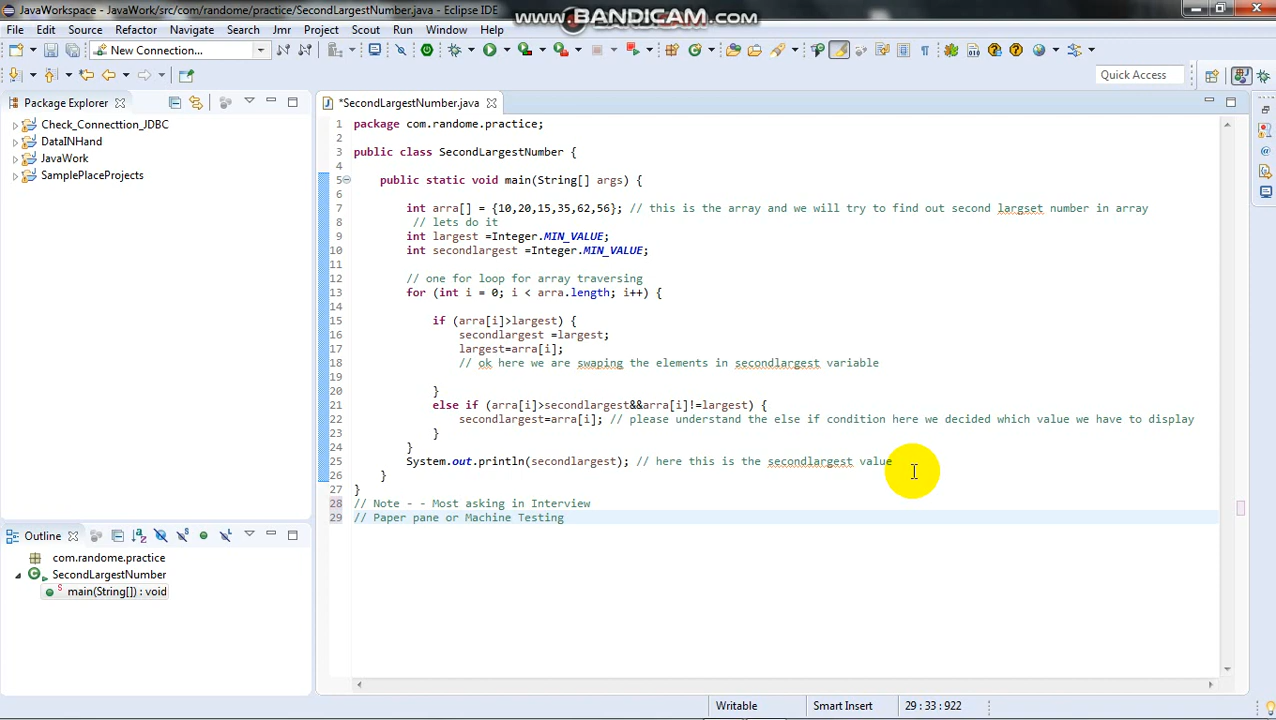 JavaWorkspace - JavaWork/src/com/randome/practice/SecondLargestNumber.java - Eclipse IDE
www.BANDICAM.com
File Edit Source Refactor Navigate Search Jmr Project Scout Run Window Help
New Connection...
Quick Access
Package Explorer
Check_Connecttion_JDBC
DataINHand
JavaWork
SamplePlaceProjects
*SecondLargestNumber.java
1 package com.randome.practice;
2
3 public class SecondLargestNumber {
4
5 public static void main(String[] args) {
6
7 int arra[] = {10,20,15,35,62,56}; // this is the array and we will try to find out second largset number in array
8 // lets do it
9 int largest =Integer.MIN_VALUE;
10 int secondlargest =Integer.MIN_VALUE;
11
12 // one for loop for array traversing
13 for (int i = 0; i < arra.length; i++) {
14
15 if (arra[i]>largest) {
16 secondlargest =largest;
17 largest=arra[i];
18 // ok here we are swaping the elements in secondlargest variable
19
20 }
21 else if (arra[i]>secondlargest&&arra[i]!=largest) {
22 secondlargest=arra[i]; // please understand the else if condition here we decided which value we have to display
23 }
24 }
25 System.out.println(secondlargest); // here this is the secondlargest value
26 }
27 }
28 // Note - - Most asking in Interview
29 // Paper pane or Machine Testing
Outline
com.randome.practice
SecondLargestNumber
main(String[]) : void
Writable Smart Insert 29 : 33 : 922